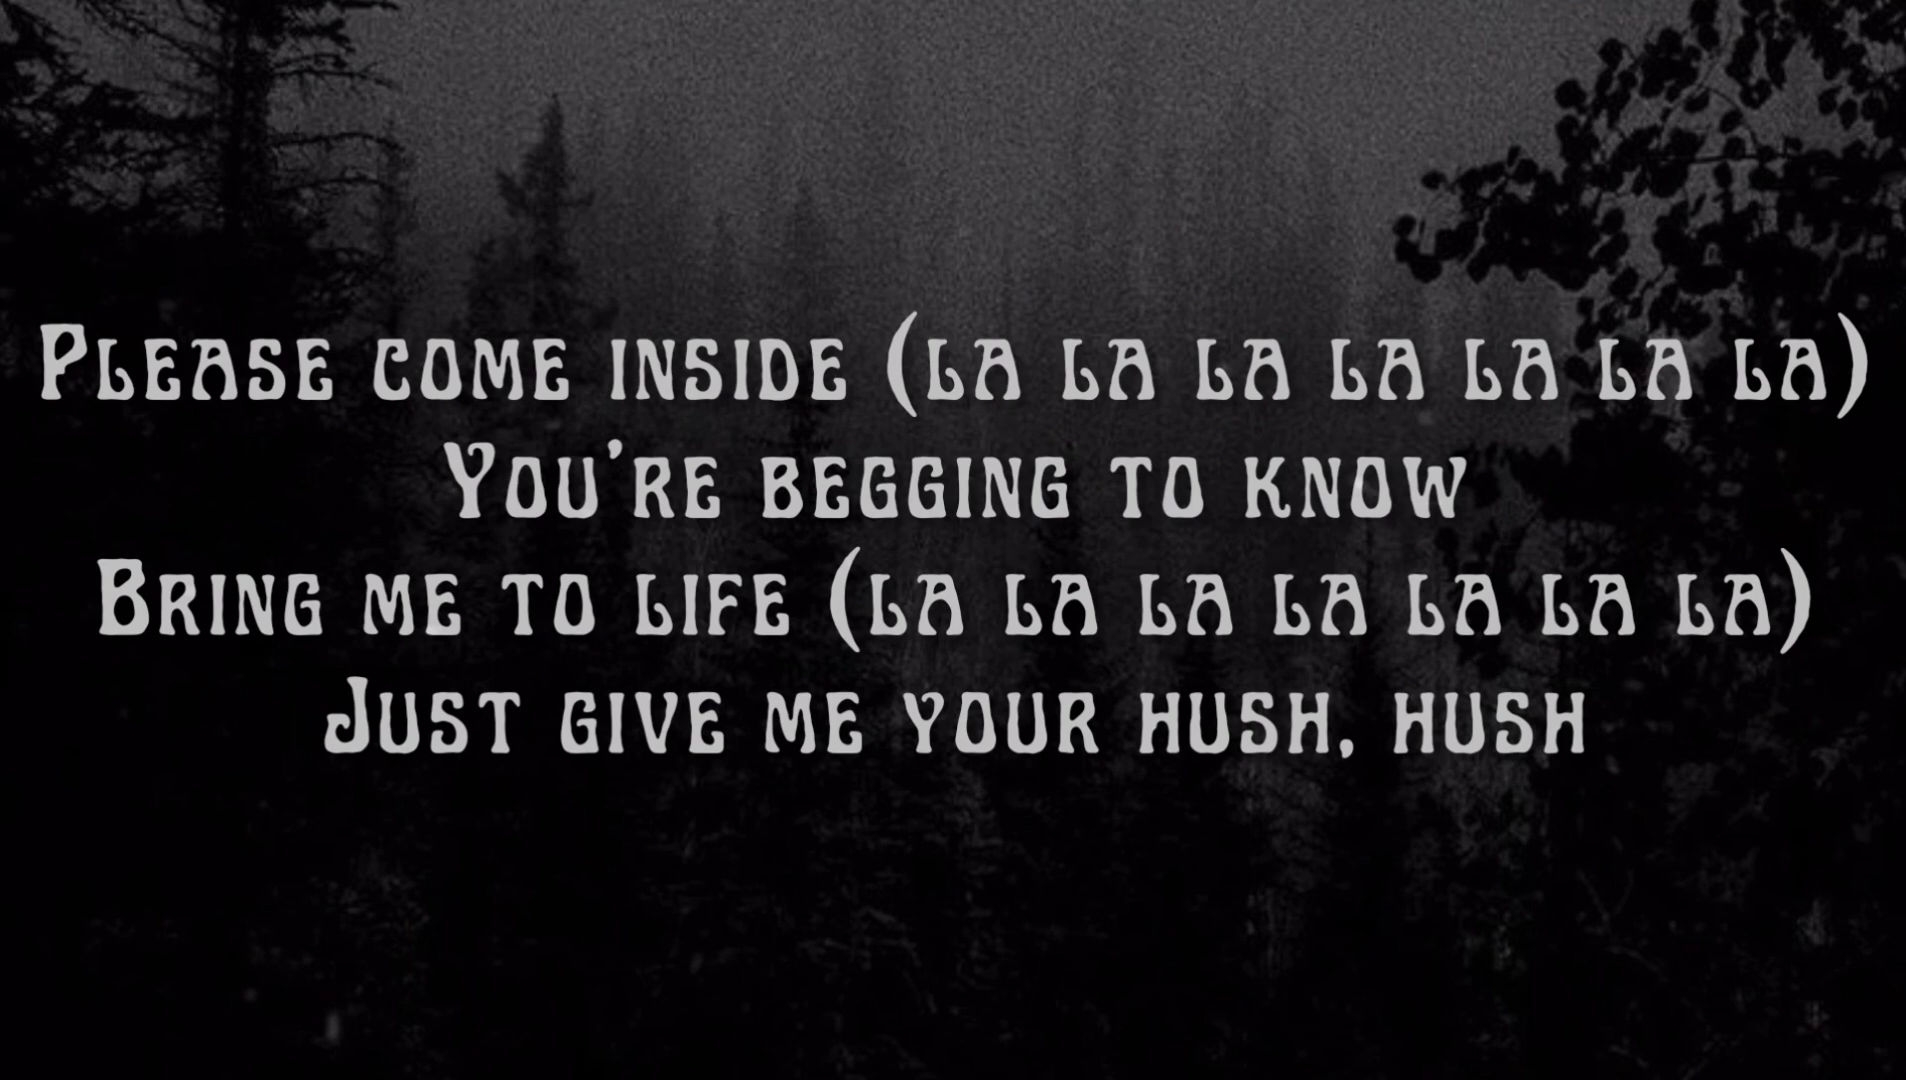 Please come inside (la la la la la la la)
You're begging to know
Bring me to life (la la la la la la la)
Just give me your hush, hush